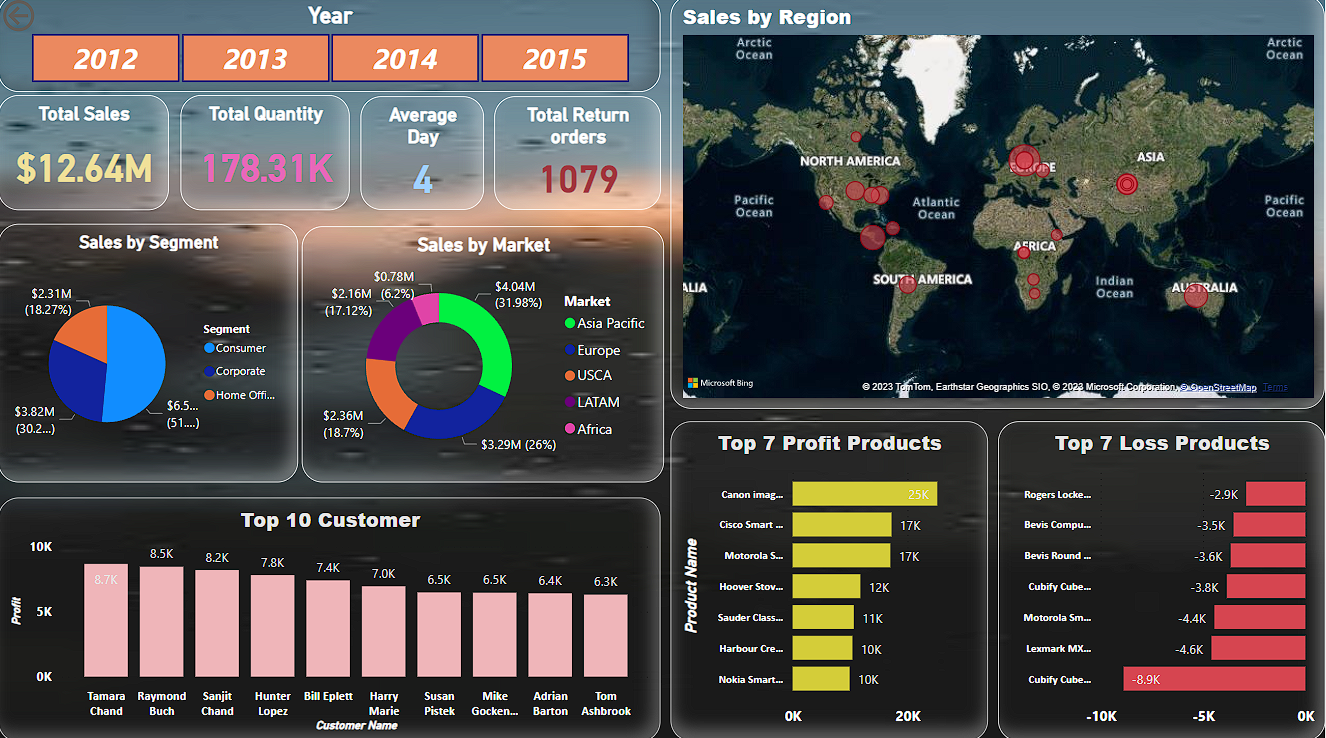 Year
2012
2013
2014
2015
Total Sales
$12.64M
Total Quantity
178.31K
Average
Day
4
Total Return
orders
1079
Sales by Segment
$2.31M
(18.27%)
$3.82M
(30.2...)
$6.5...
(51....)
Segment
Consumer
Corporate
Home Offi...
Sales by Market
$0.78M
(6.2%)
$2.16M
(17.12%)
$4.04M
(31.98%)
$2.36M
(18.7%)
$3.29M (26%)
Market
Asia Pacific
Europe
USCA
LATAM
Africa
Sales by Region
Arctic
Ocean
Arctic
Ocean
NORTH AMERICA
EUROPE
ASIA
Pacific
Ocean
Atlantic
Ocean
Pacific
Ocean
AFRICA
SOUTH AMERICA
Indian
Ocean
ALIA
AUSTRALIA
Microsoft Bing
© 2023 TomTom, Earthstar Geographics SIO, © 2023 Microsoft Corporation, © OpenStreetMap Terms
Top 10 Customer
Profit
10K
5K
0K
8.7K
8.5K
8.2K
7.8K
7.4K
7.0K
6.5K
6.5K
6.4K
6.3K
Tamara
Chand
Raymond
Buch
Sanjit
Chand
Hunter
Lopez
Bill Eplett
Harry
Marie
Susan
Pistek
Mike
Gocken...
Adrian
Barton
Tom
Ashbrook
Customer Name
Top 7 Profit Products
Product Name
Canon imag... 25K
Cisco Smart ... 17K
Motorola S... 17K
Hoover Stov... 12K
Sauder Class... 11K
Harbour Cre... 10K
Nokia Smart... 10K
0K 20K
Top 7 Loss Products
Rogers Locke... -2.9K
Bevis Compu... -3.5K
Bevis Round ... -3.6K
Cubify Cube... -3.8K
Motorola Sm... -4.4K
Lexmark MX... -4.6K
Cubify Cube... -8.9K
-10K -5K 0K